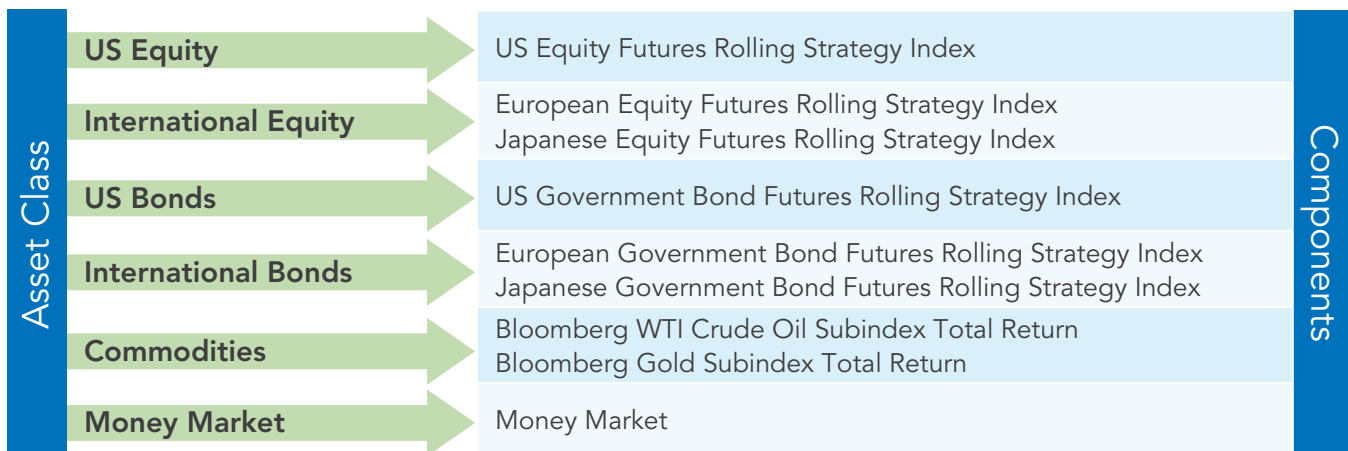 Asset Class
US Equity
US Equity Futures Rolling Strategy Index
International Equity
European Equity Futures Rolling Strategy Index
Japanese Equity Futures Rolling Strategy Index
US Bonds
US Government Bond Futures Rolling Strategy Index
International Bonds
European Government Bond Futures Rolling Strategy Index
Japanese Government Bond Futures Rolling Strategy Index
Commodities
Bloomberg WTI Crude Oil Subindex Total Return
Bloomberg Gold Subindex Total Return
Money Market
Money Market
Components